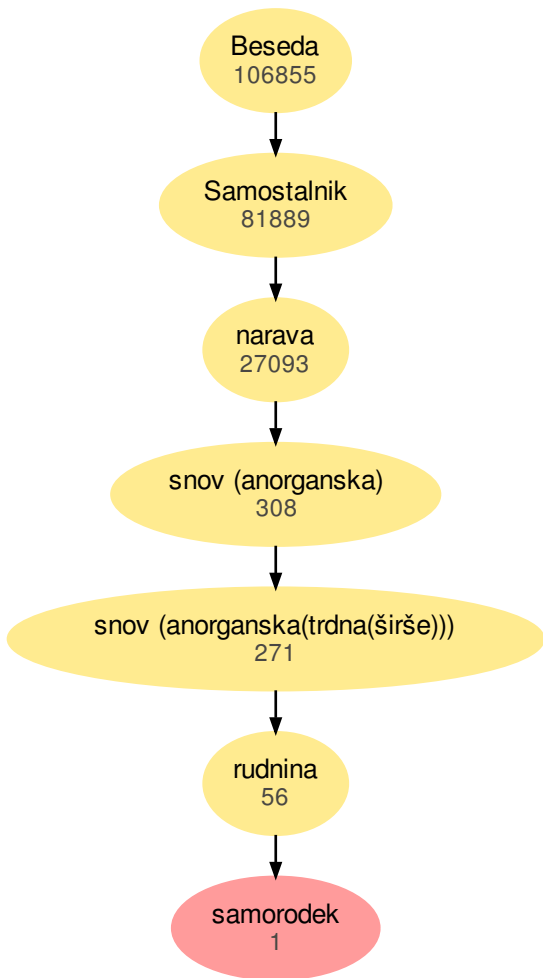 Beseda
106855
Samostalnik
81889
narava
27093
snov (anorganska)
308
snov (anorganska(trdna(širše)))
271
rudnina
56
samorodek
1